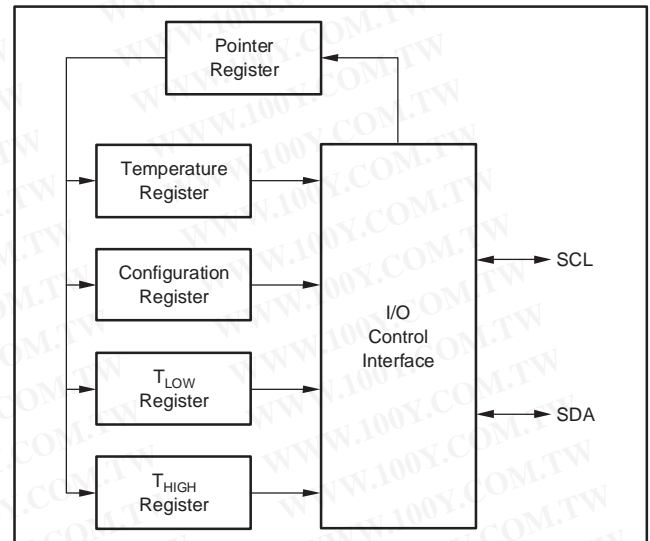 Pointer
Register
Temperature
Register
Configuration
Register
T_LOW
Register
T_HIGH
Register
I/O
Control
Interface
SCL
SDA
WWW.100Y.COM.TW